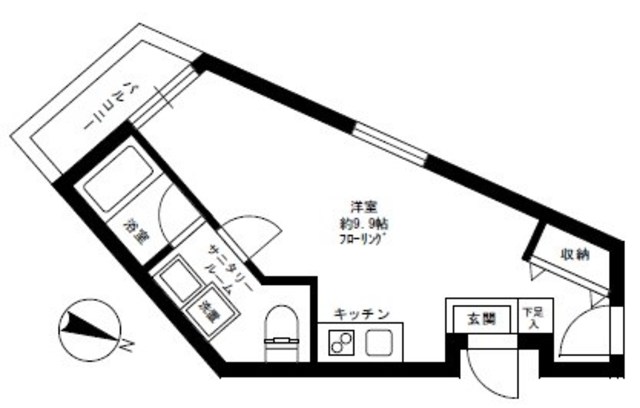 バルコニー
洋室
約9.9帖
フローリング
浴室
サニタリー
ルーム
洗置
収納
キッチン
玄関
下足
入
N